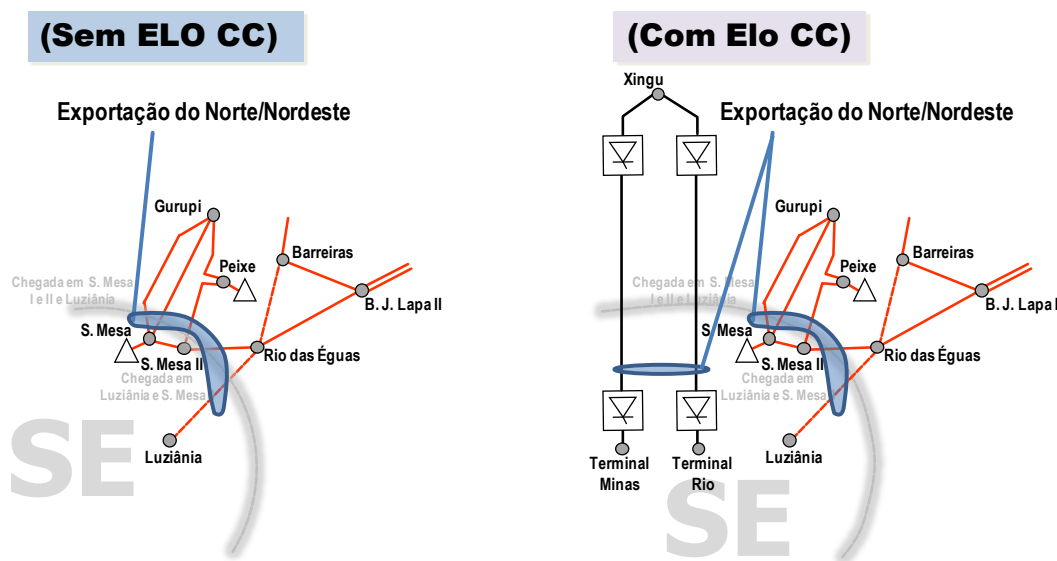 (Sem ELO CC)
Exportação do Norte/Nordeste
Gurupi
Barreiras
Peixe
Chegada em S. Mesa
I e II e Luziânia
B. J. Lapa II
S. Mesa
S. Mesa II
Rio das Éguas
Chegada em
Luziânia e S. Mesa
SE
Luziânia
(Com Elo CC)
Xingu
Exportação do Norte/Nordeste
Gurupi
Barreiras
Peixe
Chegada em S. Mesa
I e II e Luziânia
B. J. Lapa I
S. Mesa
S. Mesa II
Rio das Éguas
Chegada em
Luziânia e S. Mesa
Terminal
Minas
Terminal
Rio
Luziânia
SE